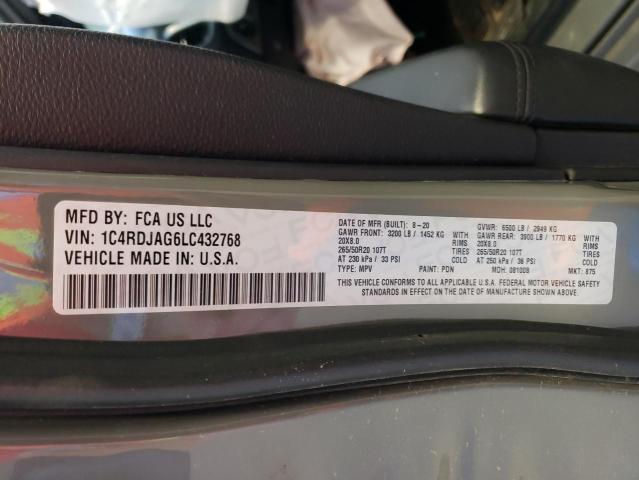 MFD BY: FCA US LLC
VIN: 1C4RDJAG6LC432768
VEHICLE MADE IN: U.S.A.
DATE OF MFR (BUILT): 8-20 GVWR: 6500 LB / 2949 KG
GAWR FRONT: 3200 LB / 1452 KG WITH GAWR REAR: 3900 LB / 1770 KG WITH
20X8.0 RIMS 20X8.0 RIMS
265/50R20 107T TIRES 265/50R20 107T TIRES
AT 230 kPa / 33 PSI COLD AT 250 kPa / 36 PSI COLD
TYPE: MPV PAINT: PDN MDH: 081008 MKT: 875
THIS VEHICLE CONFORMS TO ALL APPLICABLE U.S.A. FEDERAL MOTOR VEHICLE SAFETY
STANDARDS IN EFFECT ON THE DATE OF MANUFACTURE SHOWN ABOVE.